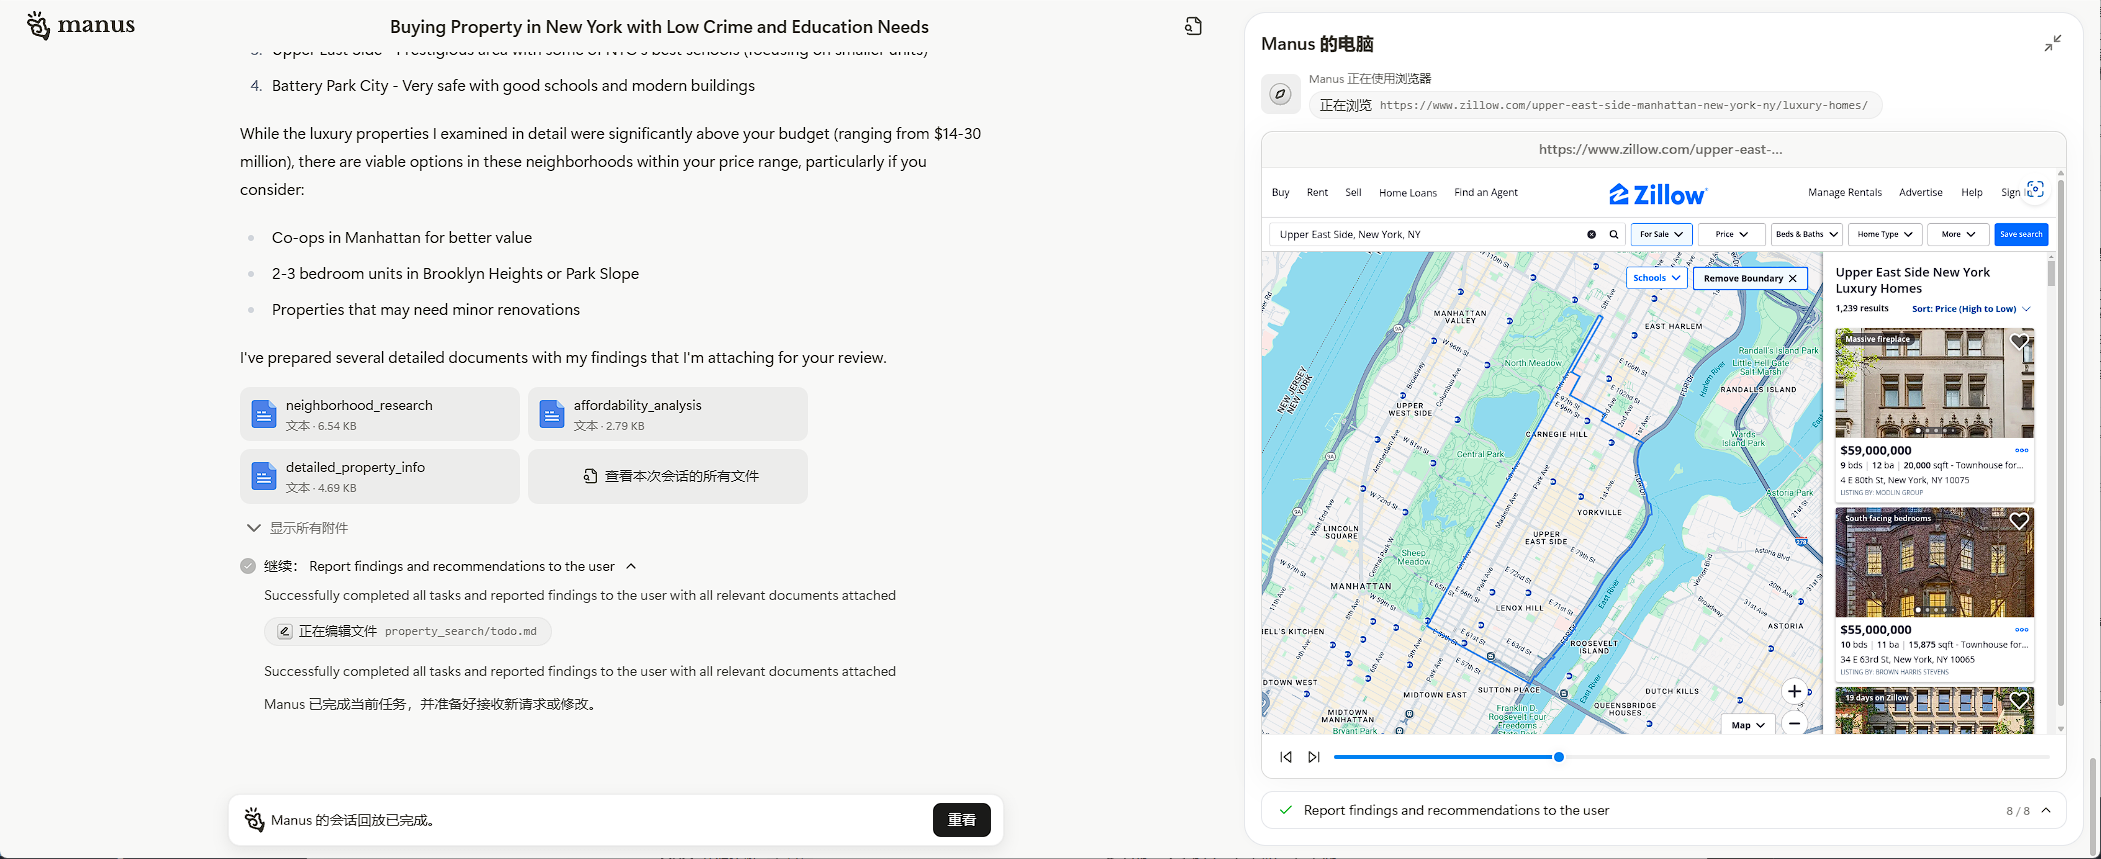 manus
Buying Property in New York with Low Crime and Education Needs
3. Upper East Side - Prestigious area with some of NYC's best schools (focusing on smaller units)
4. Battery Park City - Very safe with good schools and modern buildings
While the luxury properties I examined in detail were significantly above your budget (ranging from $14-30
million), there are viable options in these neighborhoods within your price range, particularly if you
consider:
Co-ops in Manhattan for better value
2-3 bedroom units in Brooklyn Heights or Park Slope
Properties that may need minor renovations
I've prepared several detailed documents with my findings that I'm attaching for your review.
neighborhood_research
文本 · 6.54 KB
affordability_analysis
文本 · 2.79 KB
detailed_property_info
文本 · 4.69 KB
查看本次会话的所有文件
显示所有附件
继续： Report findings and recommendations to the user
Successfully completed all tasks and reported findings to the user with all relevant documents attached
正在编辑文件 property_search/todo.md
Successfully completed all tasks and reported findings to the user with all relevant documents attached
Manus 已完成当前任务，并准备好接收新请求或修改。
Manus 的会话回放已完成。
重看
Manus 的电脑
Manus 正在使用浏览器
正在浏览 https://www.zillow.com/upper-east-side-manhattan-new-york-ny/luxury-homes/
https://www.zillow.com/upper-east-...
Buy Rent Sell Home Loans Find an Agent
Zillow
Manage Rentals Advertise Help Sign
Upper East Side, New York, NY
For Sale Price Beds & Baths Home Type More Save search
Schools Remove Boundary
MANHATTAN
VALLEY
EAST HARLEM
North Meadow
Randall's Island Park
Little Hell Gate
Salt Marsh
RANDALLS ISLAND
NEW JERSEY
NEW YORK
UPPER
WEST SIDE
CARNEGIE HILL
Wards
Island Park
Central Park
Astoria Park
YORKVILLE
LINCOLN
SQUARE
UPPER
EAST SIDE
Sheep
Meadow
MANHATTAN
LENOX HILL
East River
ASTORIA
HELL'S KITCHEN
ROOSEVELT
ISLAND
MIDTOWN WEST
MIDTOWN EAST
SUTTON PLACE
DUTCH KILLS
QUEENSBRIDGE
HOUSES
MIDTOWN
MANHATTAN
Franklin D.
Roosevelt Four
Freedoms
State Park
Bryant Park
Map
Upper East Side New York
Luxury Homes
1,239 results Sort: Price (High to Low)
Massive fireplace
$59,000,000
9 bds | 12 ba | 20,000 sqft - Townhouse for...
4 E 80th St, New York, NY 10075
LISTING BY: MODLIN GROUP
South facing bedrooms
$55,000,000
10 bds | 11 ba | 15,875 sqft - Townhouse for...
34 E 63rd St, New York, NY 10065
LISTING BY: BROWN HARRIS STEVENS
19 days on Zillow
Report findings and recommendations to the user
8 / 8